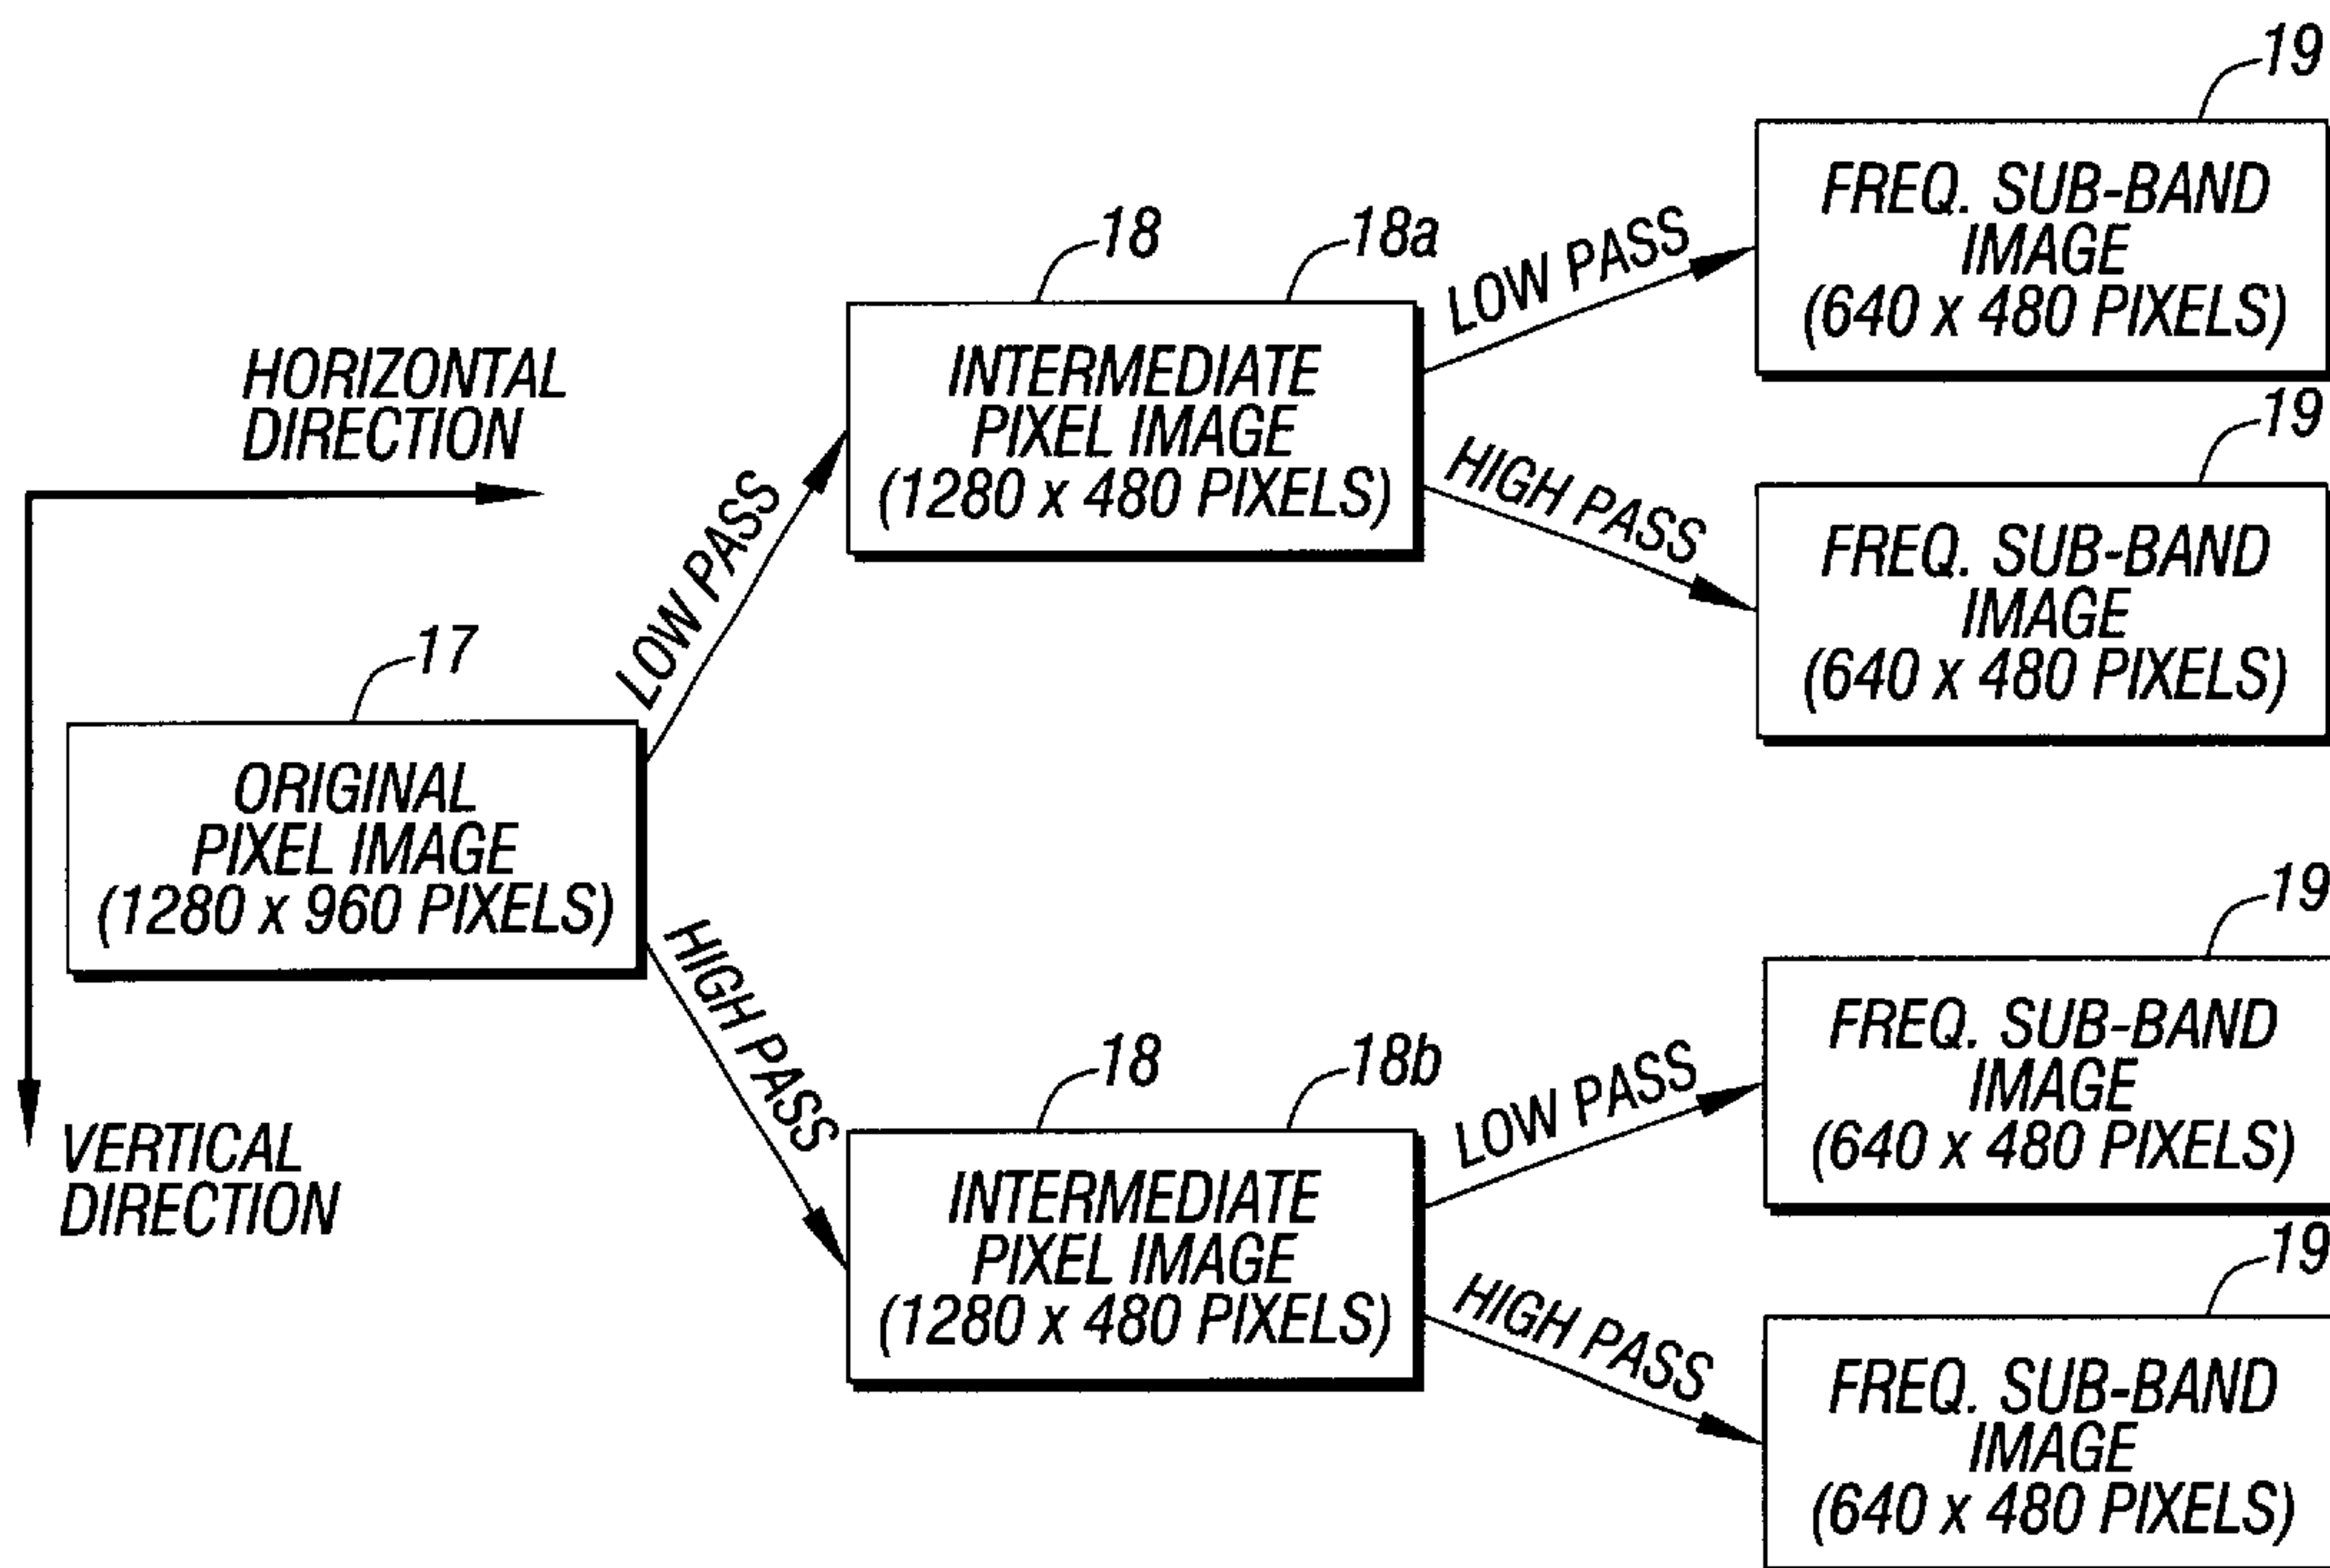 19
FREQ. SUB-BAND
IMAGE
(640 x 480 PIXELS)
18
18a
LOW PASS
INTERMEDIATE
PIXEL IMAGE
(1280 x 480 PIXELS)
HIGH PASS
19
FREQ. SUB-BAND
IMAGE
(640 x 480 PIXELS)
HORIZONTAL
DIRECTION
LOW PASS
17
ORIGINAL
PIXEL IMAGE
(1280 x 960 PIXELS)
HIGH PASS
VERTICAL
DIRECTION
18
18b
INTERMEDIATE
PIXEL IMAGE
(1280 x 480 PIXELS)
LOW PASS
19
FREQ. SUB-BAND
IMAGE
(640 x 480 PIXELS)
HIGH PASS
19
FREQ. SUB-BAND
IMAGE
(640 x 480 PIXELS)